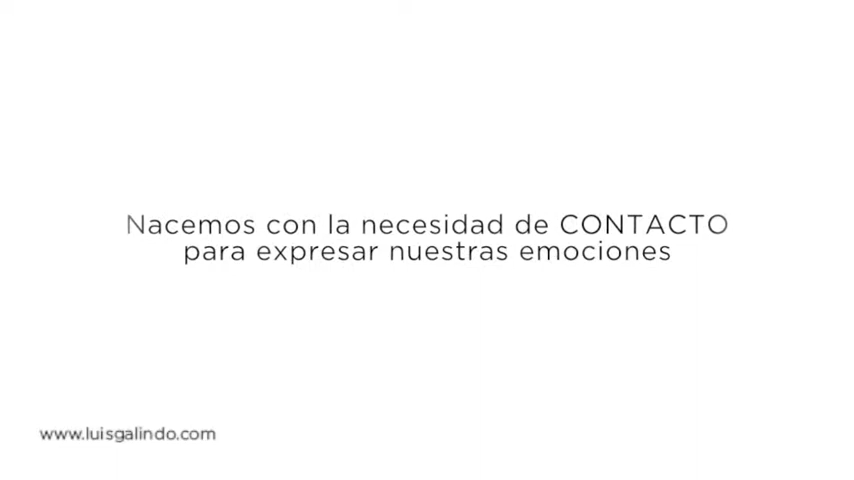 Nacemos con la necesidad de CONTACTO
para expresar nuestras emociones
www.luisgalindo.com